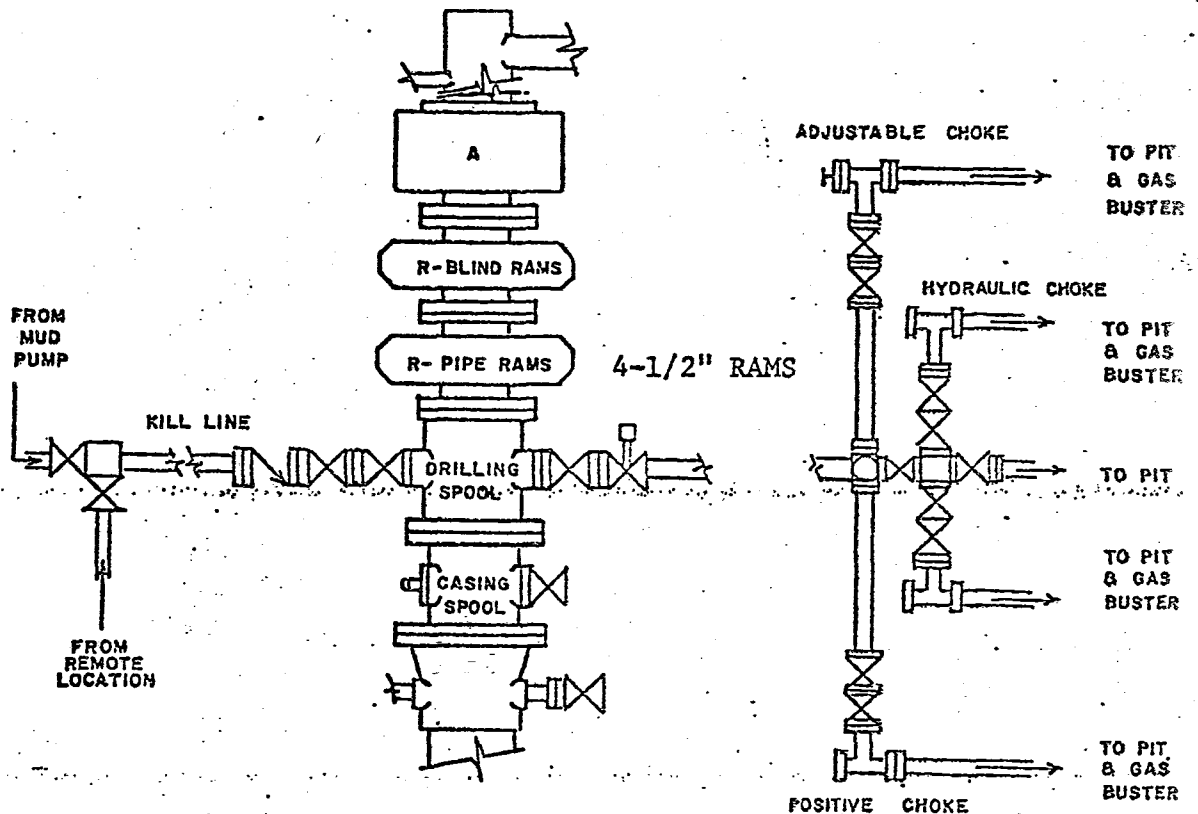 A
R-BLIND RAMS
R- PIPE RAMS
4-1/2" RAMS
FROM
MUD
PUMP
KILL LINE
FROM
REMOTE
LOCATION
DRILLING
SPOOL
CASING
SPOOL
ADJUSTABLE CHOKE
TO PIT
& GAS
BUSTER
HYDRAULIC CHOKE
TO PIT
& GAS
BUSTER
TO PIT
TO PIT
& GAS
BUSTER
TO PIT
& GAS
BUSTER
POSITIVE CHOKE